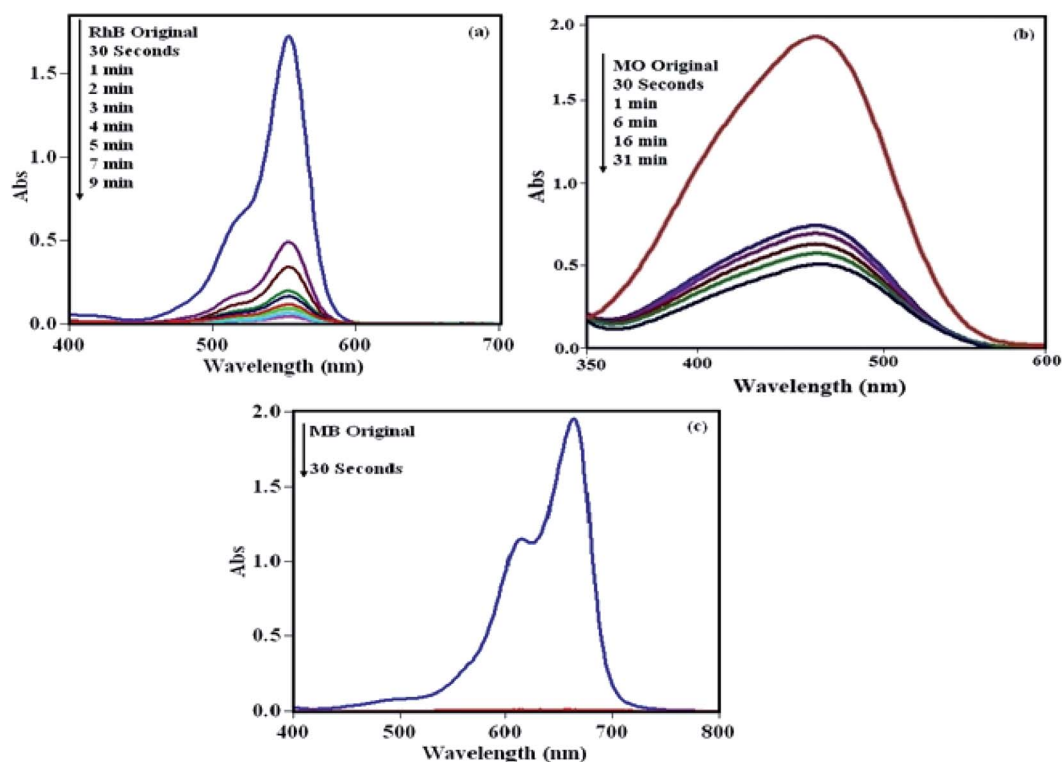 RhB Original
30 Seconds
1 min
2 min
3 min
4 min
5 min
7 min
9 min
(a)
1.5
1.0
0.5
0.0
Abs
400
500
600
700
Wavelength (nm)
MO Original
30 Seconds
1 min
6 min
16 min
31 min
(b)
2.0
1.5
1.0
0.5
0.0
Abs
350
400
500
600
Wavelength (nm)
MB Original
30 Seconds
(c)
2.0
1.5
1.0
0.5
0.0
Abs
400
500
600
700
800
Wavelength (nm)